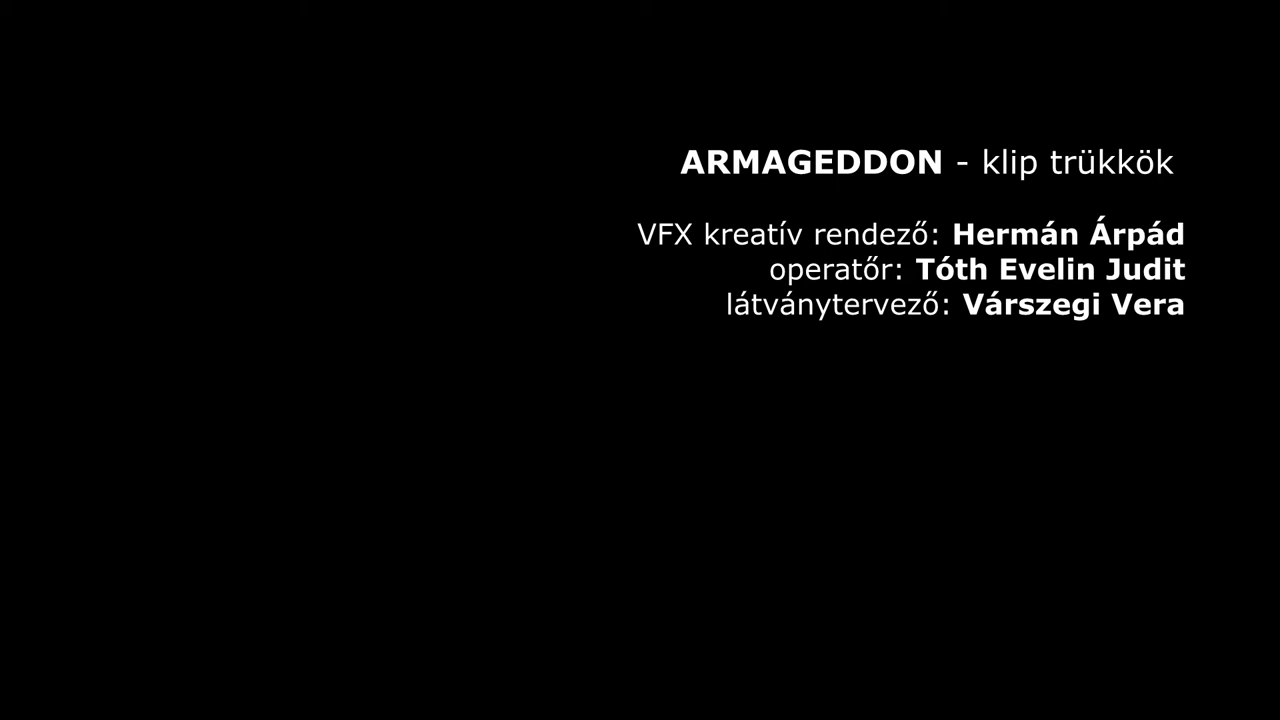 ARMAGEDDON - klip trükkök
VFX kreatív rendező: Hermán Árpád
operatőr: Tóth Evelin Judit
látványtervező: Várszegi Vera